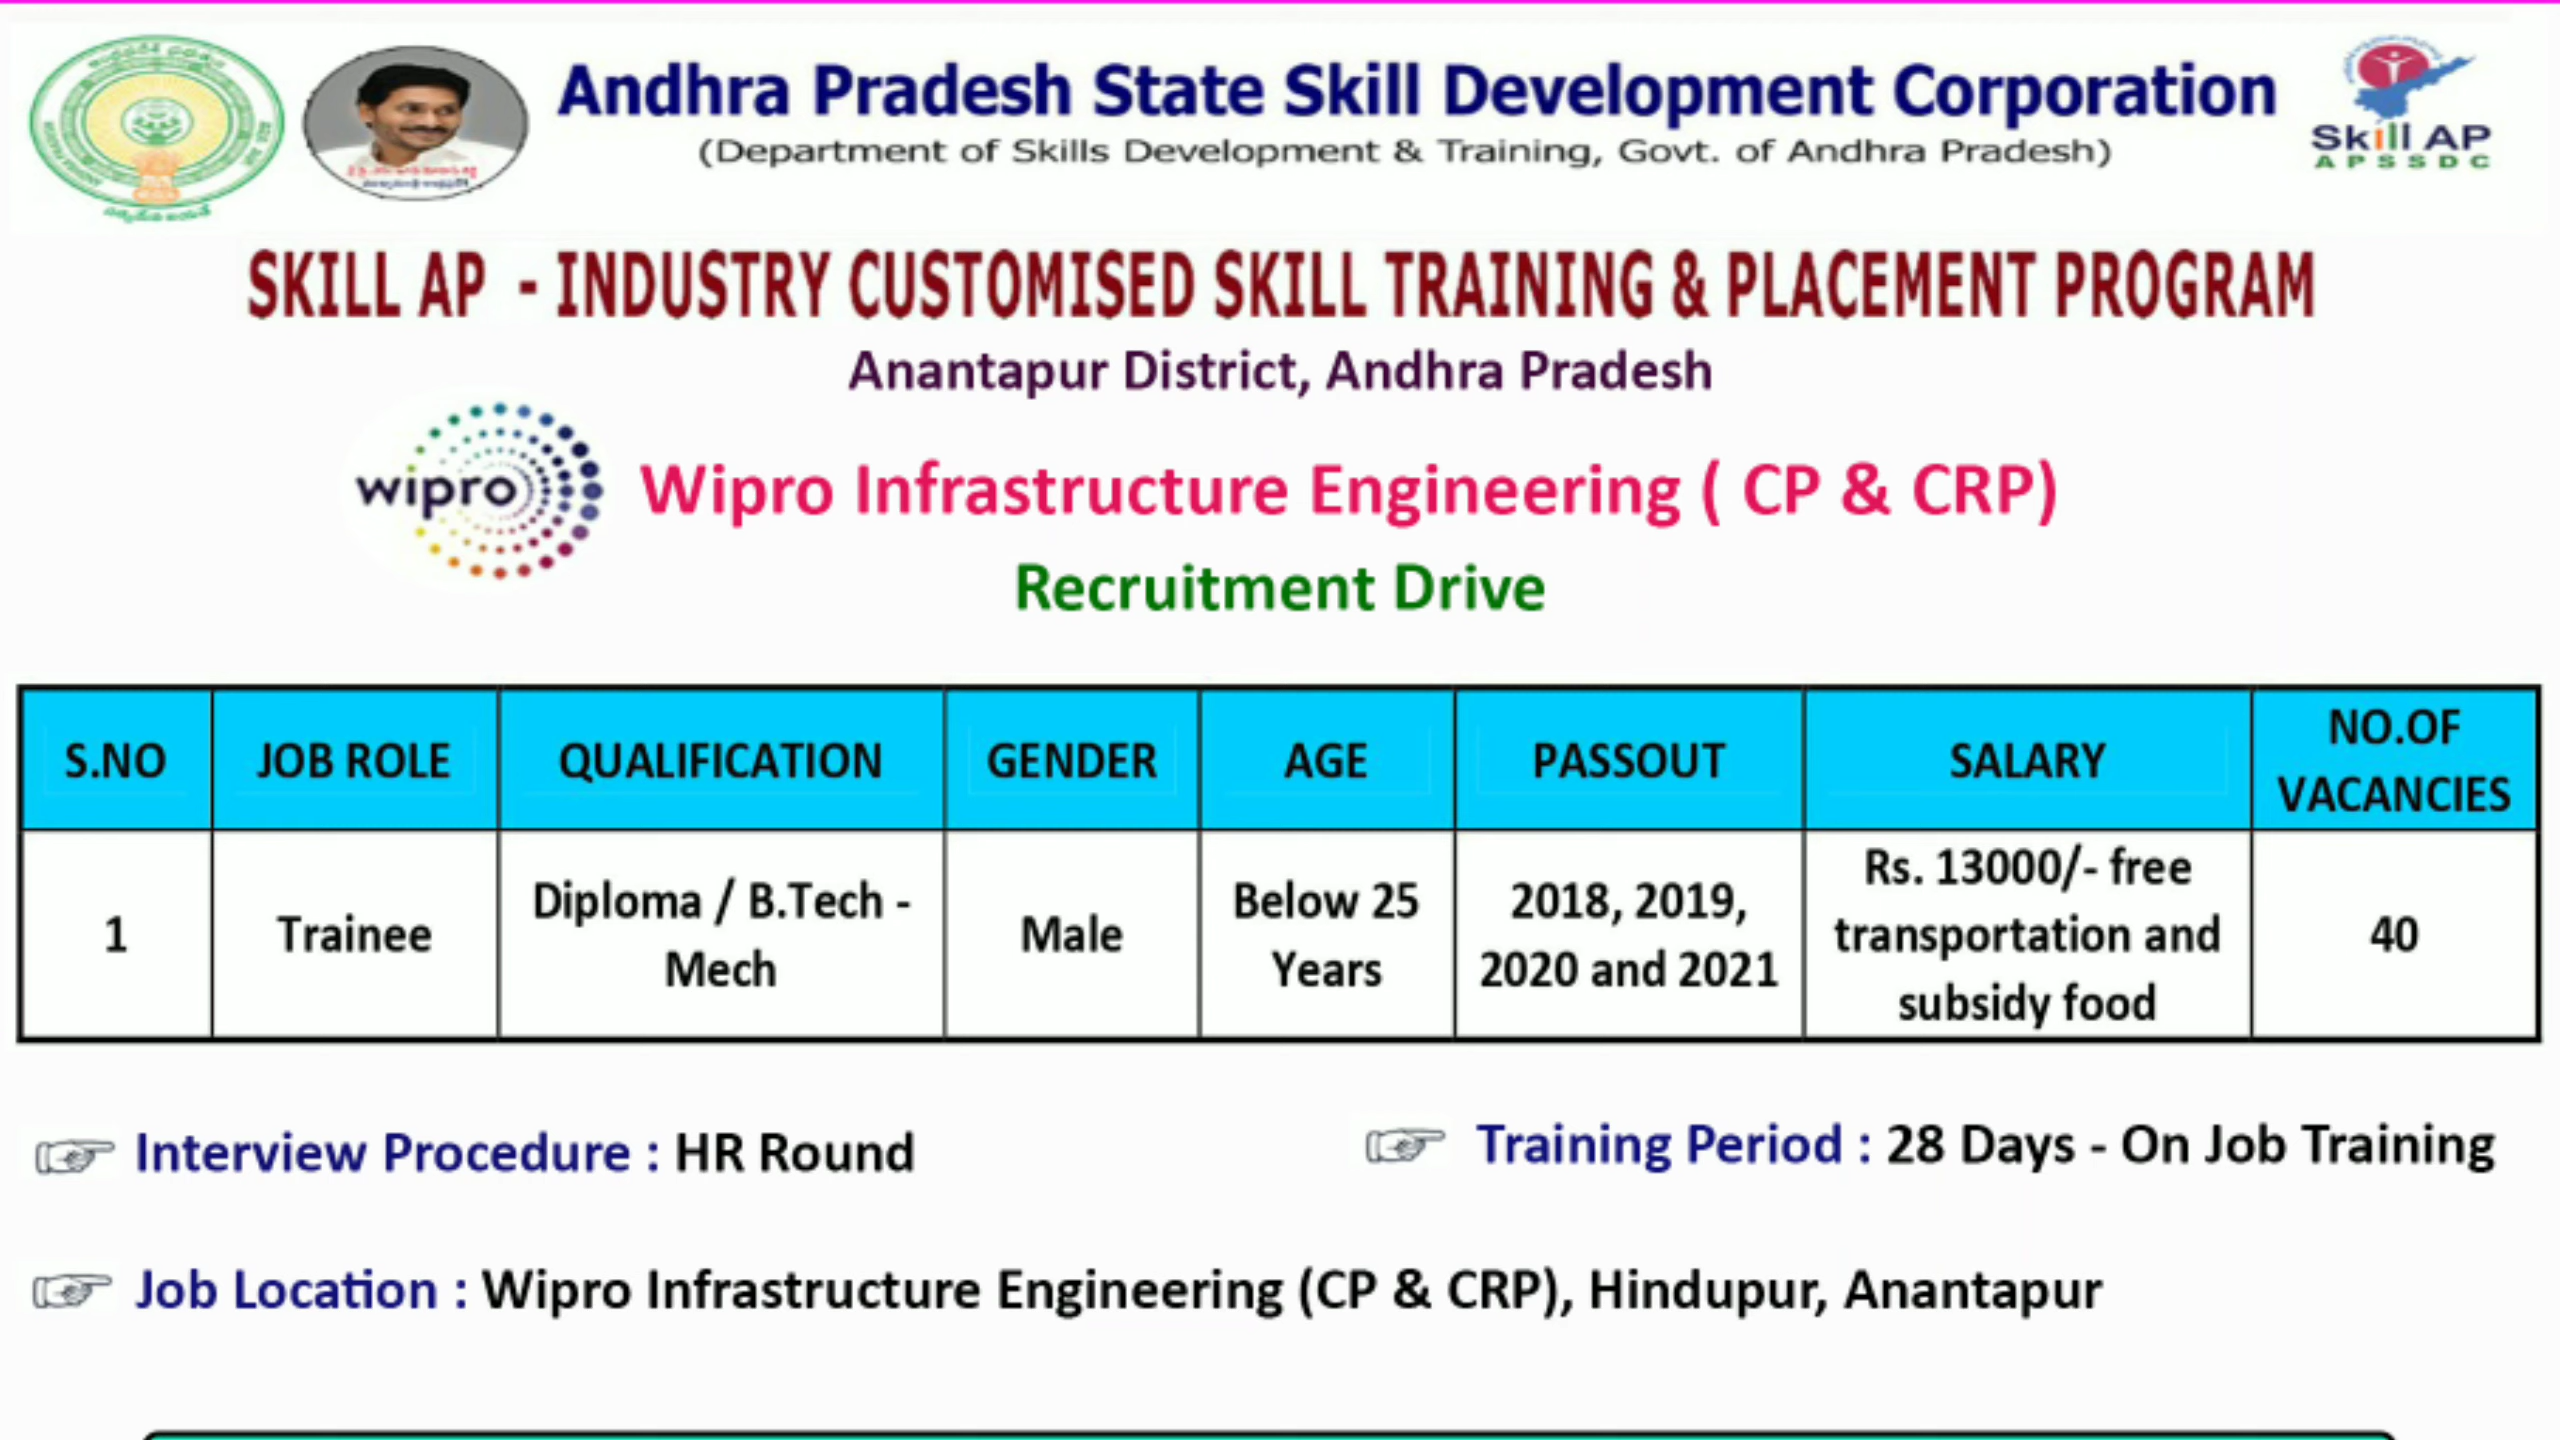 Andhra Pradesh State Skill Development Corporation
(Department of Skills Development & Training, Govt. of Andhra Pradesh)
Skill AP
APSSDC
SKILL AP - INDUSTRY CUSTOMISED SKILL TRAINING & PLACEMENT PROGRAM
Anantapur District, Andhra Pradesh
wipro
Wipro Infrastructure Engineering ( CP & CRP)
Recruitment Drive
S.NO JOB ROLE QUALIFICATION GENDER AGE PASSOUT SALARY NO.OF VACANCIES
1 Trainee Diploma / B.Tech - Mech Male Below 25 Years 2018, 2019, 2020 and 2021 Rs. 13000/- free transportation and subsidy food 40
Interview Procedure : HR Round
Training Period : 28 Days - On Job Training
Job Location : Wipro Infrastructure Engineering (CP & CRP), Hindupur, Anantapur